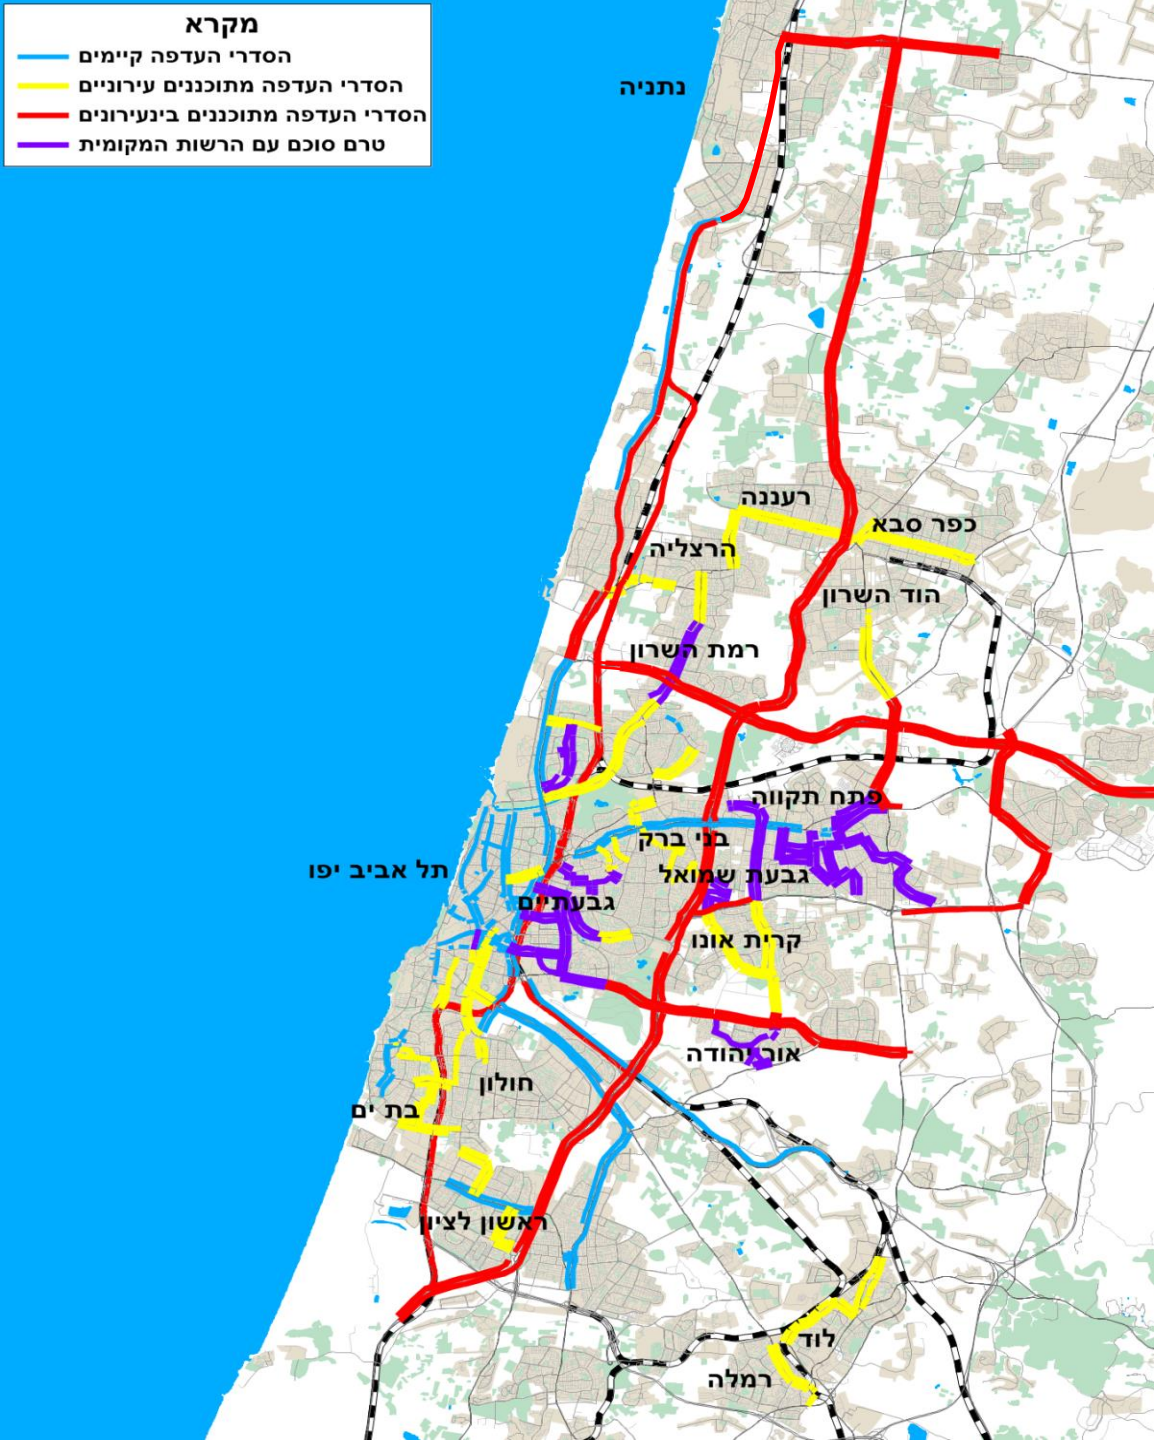 מקרא
הסדרי העדפה קיימים
הסדרי העדפה מתוכננים עירוניים
הסדרי העדפה מתוכננים בינעירונים
טרם סוכם עם הרשות המקומית
נתניה
רעננה
כפר סבא
הרצליה
הוד השרון
רמת השרון
פתח תקווה
בני ברק
תל אביב יפו
גבעת שמואל
גבעתיים
קרית אונו
אור יהודה
חולון
בת ים
ראשון לציון
לוד
רמלה